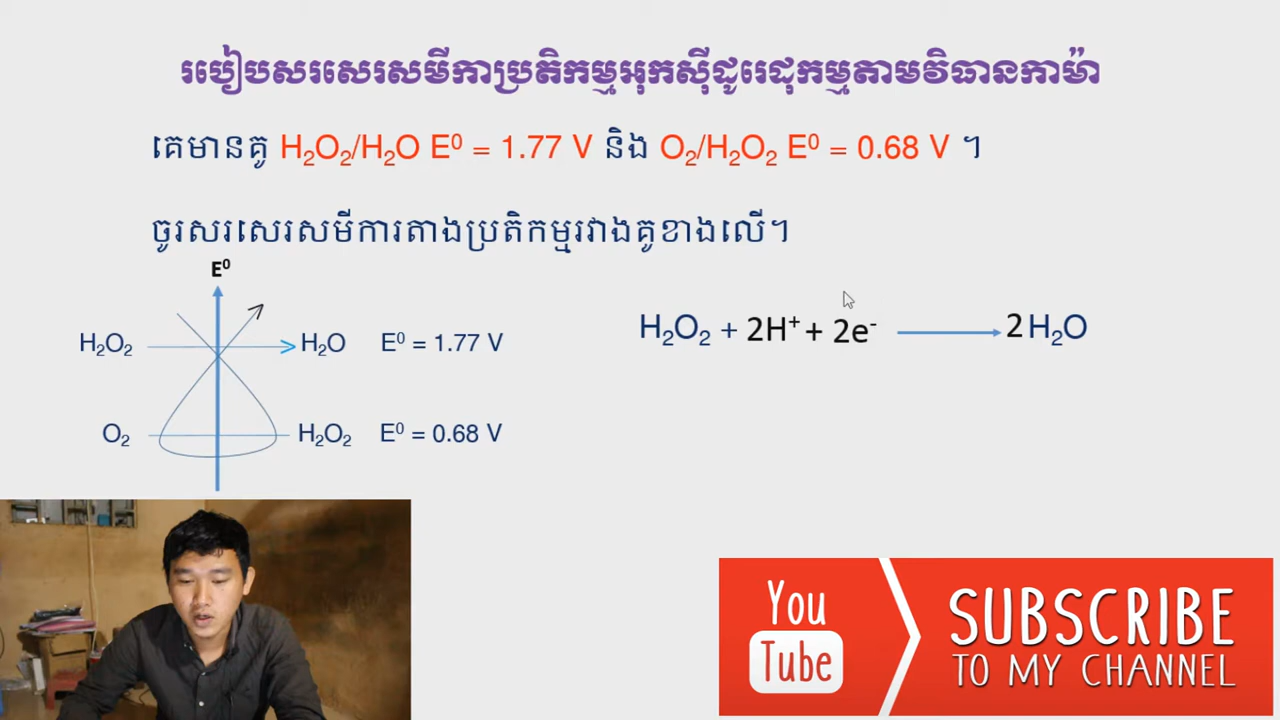 របៀបសរសេរសមីកាប្រតិកម្មអុកស៊ីដូរេដុកម្មតាមវិធានកាម៉ា
គេមានគូ H₂O₂/H₂O E⁰ = 1.77 V និង O₂/H₂O₂ E⁰ = 0.68 V ។
ចូរសរសេរសមីការតាងប្រតិកម្មរវាងគូខាងលើ។
E⁰
H₂O₂ H₂O E⁰ = 1.77 V
O₂ H₂O₂ E⁰ = 0.68 V
H₂O₂ + 2H⁺ + 2e⁻ → 2H₂O
You
Tube
SUBSCRIBE
TO MY CHANNEL